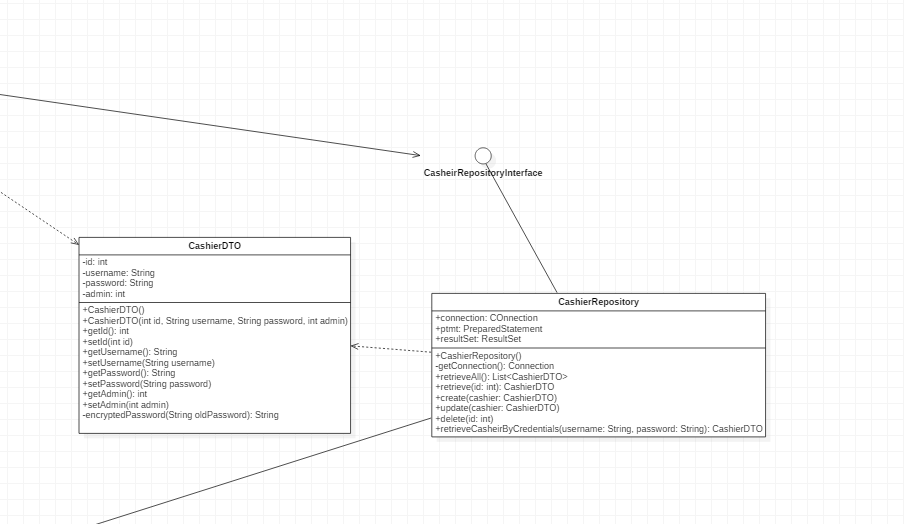 CasheirRepositoryInterface
CashierDTO
-id: int
-username: String
-password: String
-admin: int
+CashierDTO()
+CashierDTO(int id, String username, String password, int admin)
+getId(): int
+setId(int id)
+getUsername(): String
+setUsername(String username)
+getPassword(): String
+setPassword(String password)
+getAdmin(): int
+setAdmin(int admin)
-encryptedPassword(String oldPassword): String
CashierRepository
+connection: COnnection
+ptmt: PreparedStatement
+resultSet: ResultSet
+CashierRepository()
-getConnection(): Connection
+retrieveAll(): List<CashierDTO>
+retrieve(id: int): CashierDTO
+create(cashier: CashierDTO)
+update(cashier: CashierDTO)
+delete(id: int)
+retrieveCasheirByCredentials(username: String, password: String): CashierDTO